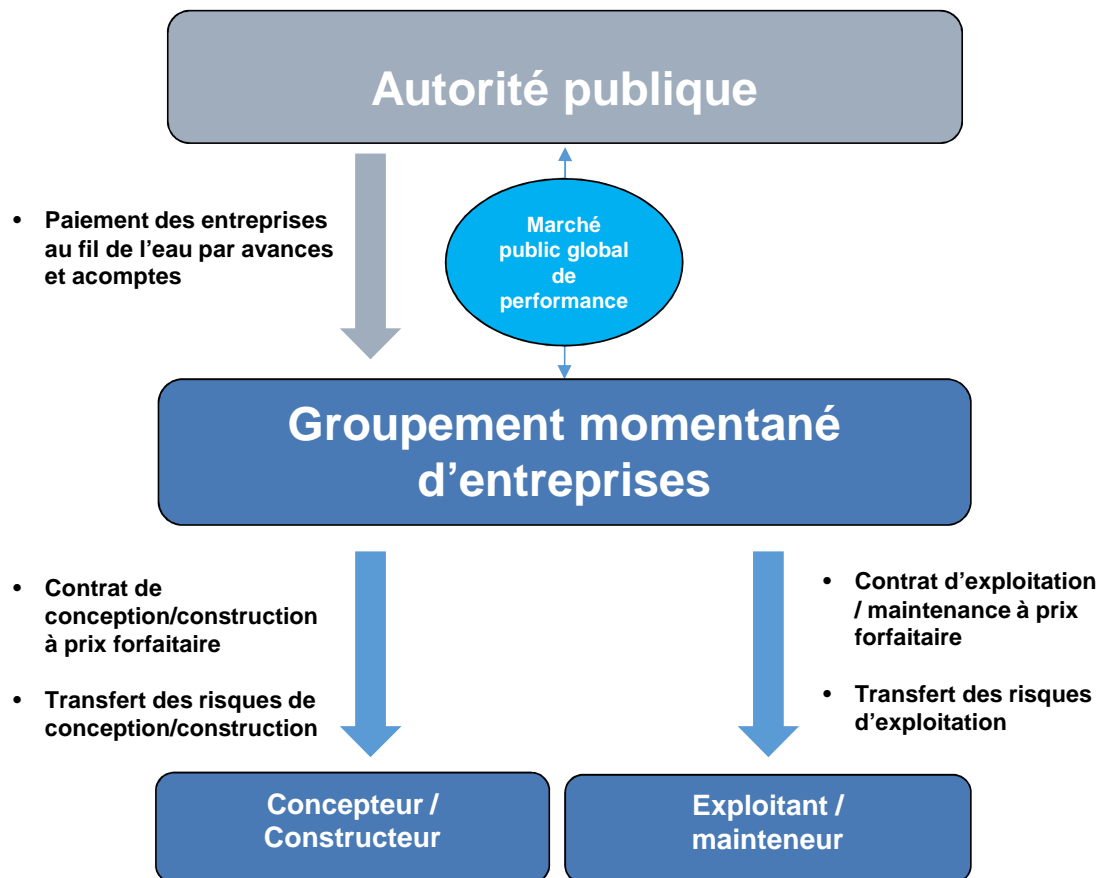 Autorité publique
• Paiement des entreprises
au fil de l'eau par avances
et acomptes
Marché
public global
de
performance
Groupement momentané
d'entreprises
• Contrat de
conception/construction
à prix forfaitaire
• Transfert des risques de
conception/construction
• Contrat d'exploitation
/ maintenance à prix
forfaitaire
• Transfert des risques
d'exploitation
Concepteur /
Constructeur
Exploitant /
mainteneur